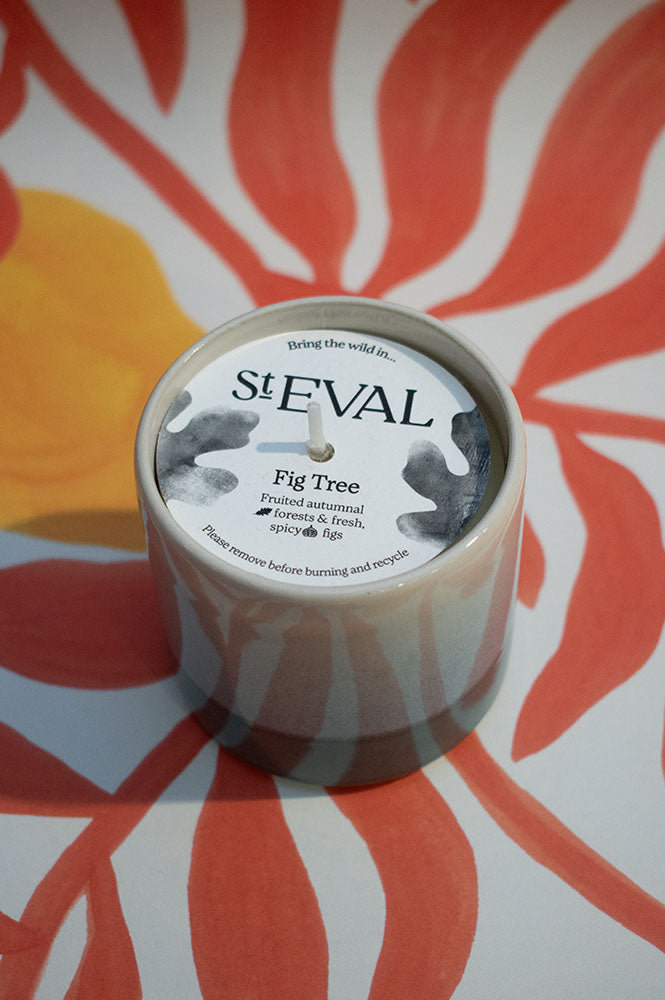 Bring the wild in...
St EVAL
Fig Tree
Fruited autumnal
forests & fresh,
spicy figs
Please remove before burning and recycle